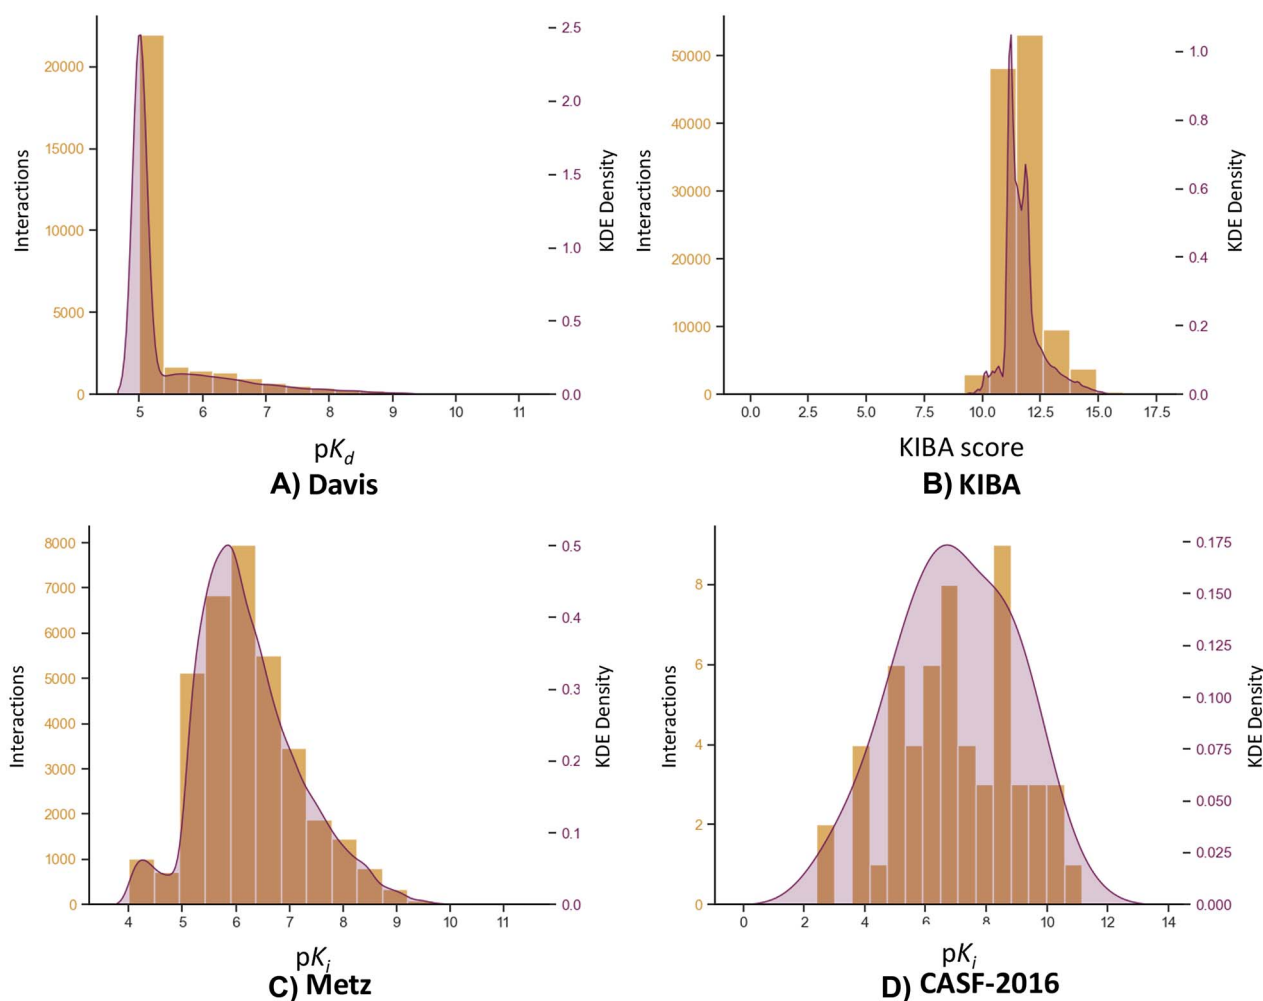 2.5
20000
2.0
15000
1.5
10000
1.0
5000
0.5
0
0.0
Interactions
KDE Density
5 6 7 8 9 10 11
pKd
A) Davis
50000
1.0
40000
0.8
30000
0.6
20000
0.4
10000
0.2
0
0.0
Interactions
KDE Density
0.0 2.5 5.0 7.5 10.0 12.5 15.0 17.5
KIBA score
B) KIBA
8000
0.5
7000
6000
0.4
5000
0.3
4000
3000
0.2
2000
0.1
1000
0
0.0
Interactions
KDE Density
4 5 6 7 8 9 10 11
pKi
C) Metz
0.175
8
0.150
6
0.125
0.100
4
0.075
0.050
2
0.025
0
0.000
Interactions
KDE Density
0 2 4 6 8 10 12 14
pKi
D) CASF-2016